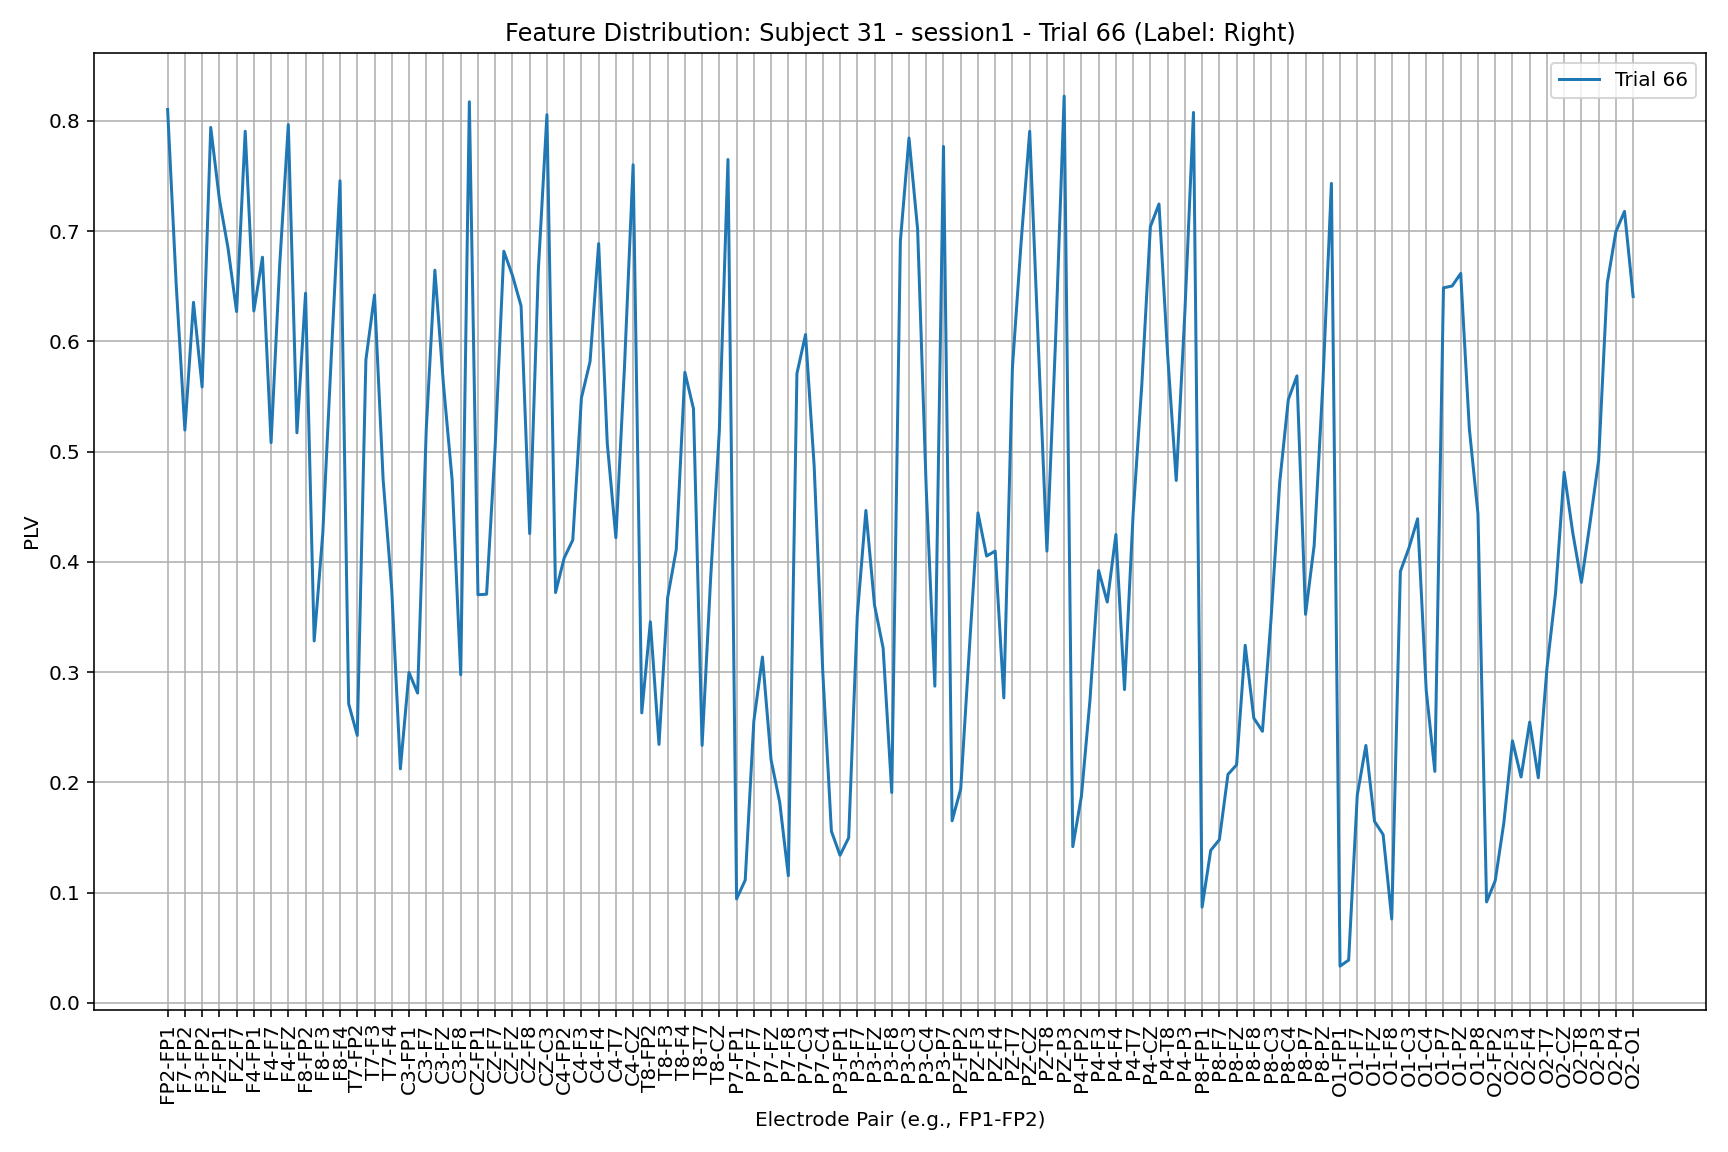 Feature Distribution: Subject 31 - session1 - Trial 66 (Label: Right)
Trial 66
PLV
0.8
0.7
0.6
0.5
0.4
0.3
0.2
0.1
0.0
FP2-FP1
F7-FP2
F3-FP2
FZ-FP1
FZ-F7
F4-FP1
F4-F7
F4-FZ
F8-FP2
F8-F3
F8-F4
T7-FP2
T7-F3
T7-F4
C3-FP1
C3-F7
C3-FZ
C3-F8
CZ-FP1
CZ-F7
CZ-FZ
CZ-F8
CZ-C3
C4-FP2
C4-F3
C4-F4
C4-T7
C4-CZ
T8-FP2
T8-F3
T8-F4
T8-T7
T8-CZ
P7-FP1
P7-F7
P7-FZ
P7-F8
P7-C3
P7-C4
P3-FP1
P3-F7
P3-FZ
P3-F8
P3-C3
P3-C4
P3-P7
PZ-FP2
PZ-F3
PZ-F4
PZ-T7
PZ-CZ
PZ-T8
PZ-P3
P4-FP2
P4-F3
P4-F4
P4-T7
P4-CZ
P4-T8
P4-P3
P8-FP1
P8-F7
P8-FZ
P8-F8
P8-C3
P8-C4
P8-P7
P8-PZ
O1-FP1
O1-F7
O1-FZ
O1-F8
O1-C3
O1-C4
O1-P7
O1-PZ
O1-P8
O2-FP2
O2-F3
O2-F4
O2-T7
O2-CZ
O2-T8
O2-P3
O2-P4
O2-O1
Electrode Pair (e.g., FP1-FP2)